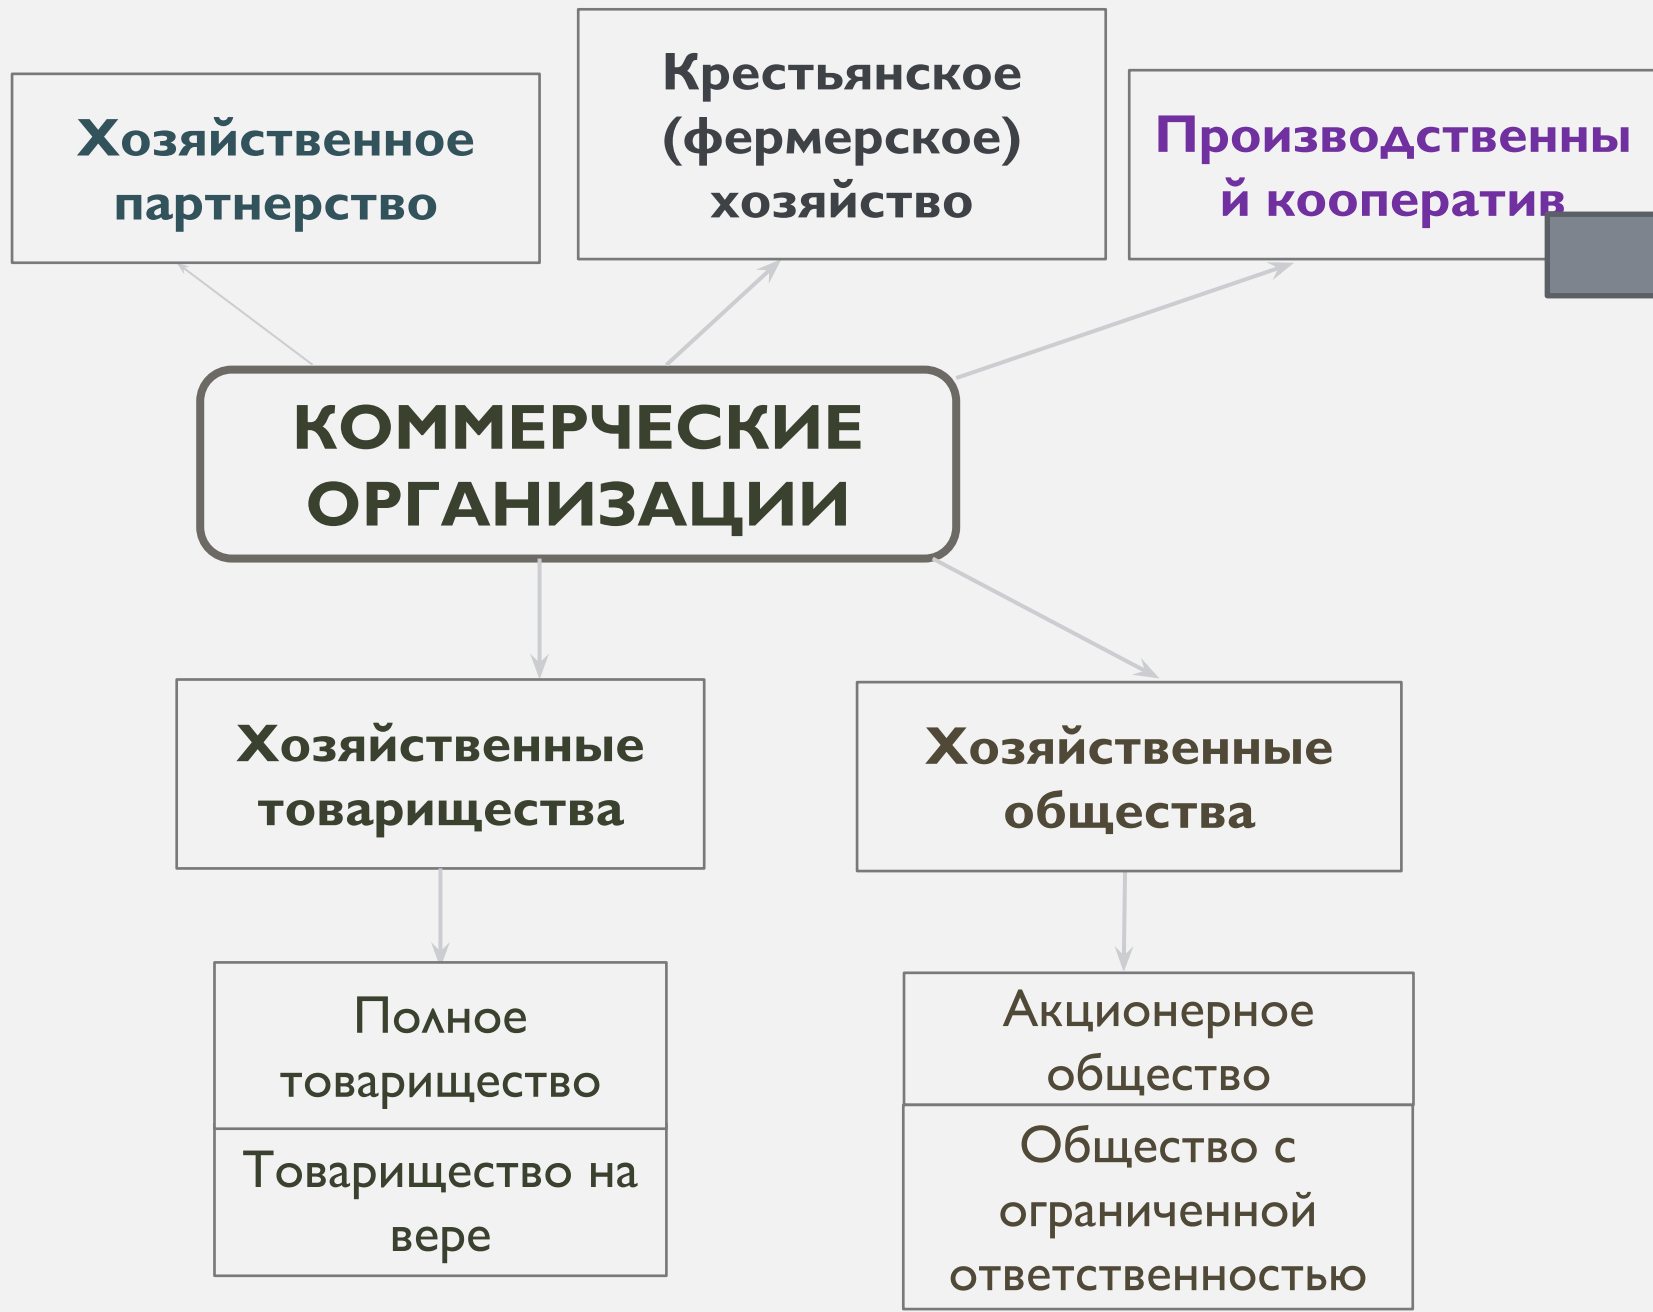 Хозяйственное
партнерство
Крестьянское
(фермерское)
хозяйство
Производственны
й кооператив
КОММЕРЧЕСКИЕ
ОРГАНИЗАЦИИ
Хозяйственные
товарищества
Хозяйственные
общества
Полное
товарищество
Товарищество на
вере
Акционерное
общество
Общество с
ограниченной
ответственностью